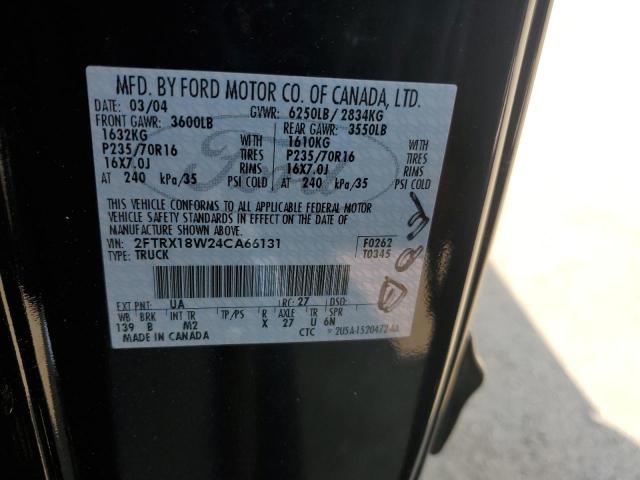 MFD. BY FORD MOTOR CO. OF CANADA, LTD.
DATE: 03/04 GVWR: 6250LB/ 2834KG
FRONT GAWR: 3600LB REAR GAWR: 3550LB
1632KG WITH 1610KG WITH
P235/70R16 TIRES P235/70R16 TIRES
16X7.0J RIMS 16X7.0J RIMS
AT 240 kPa/35 PSI COLD AT 240 kPa/35 PSI COLD
Ford
THIS VEHICLE CONFORMS TO ALL APPLICABLE FEDERAL MOTOR
VEHICLE SAFETY STANDARDS IN EFFECT ON THE DATE OF
MANUFACTURE SHOWN ABOVE.
VIN: 2FTRX18W24CA66131 F0262
TYPE: TRUCK T0345
EXT PNT: UA RC: 27 DSO:
WB BRK INT TR TP/PS R AXLE TR SPR
139 B M2 X 27 U 6N
MADE IN CANADA CTC